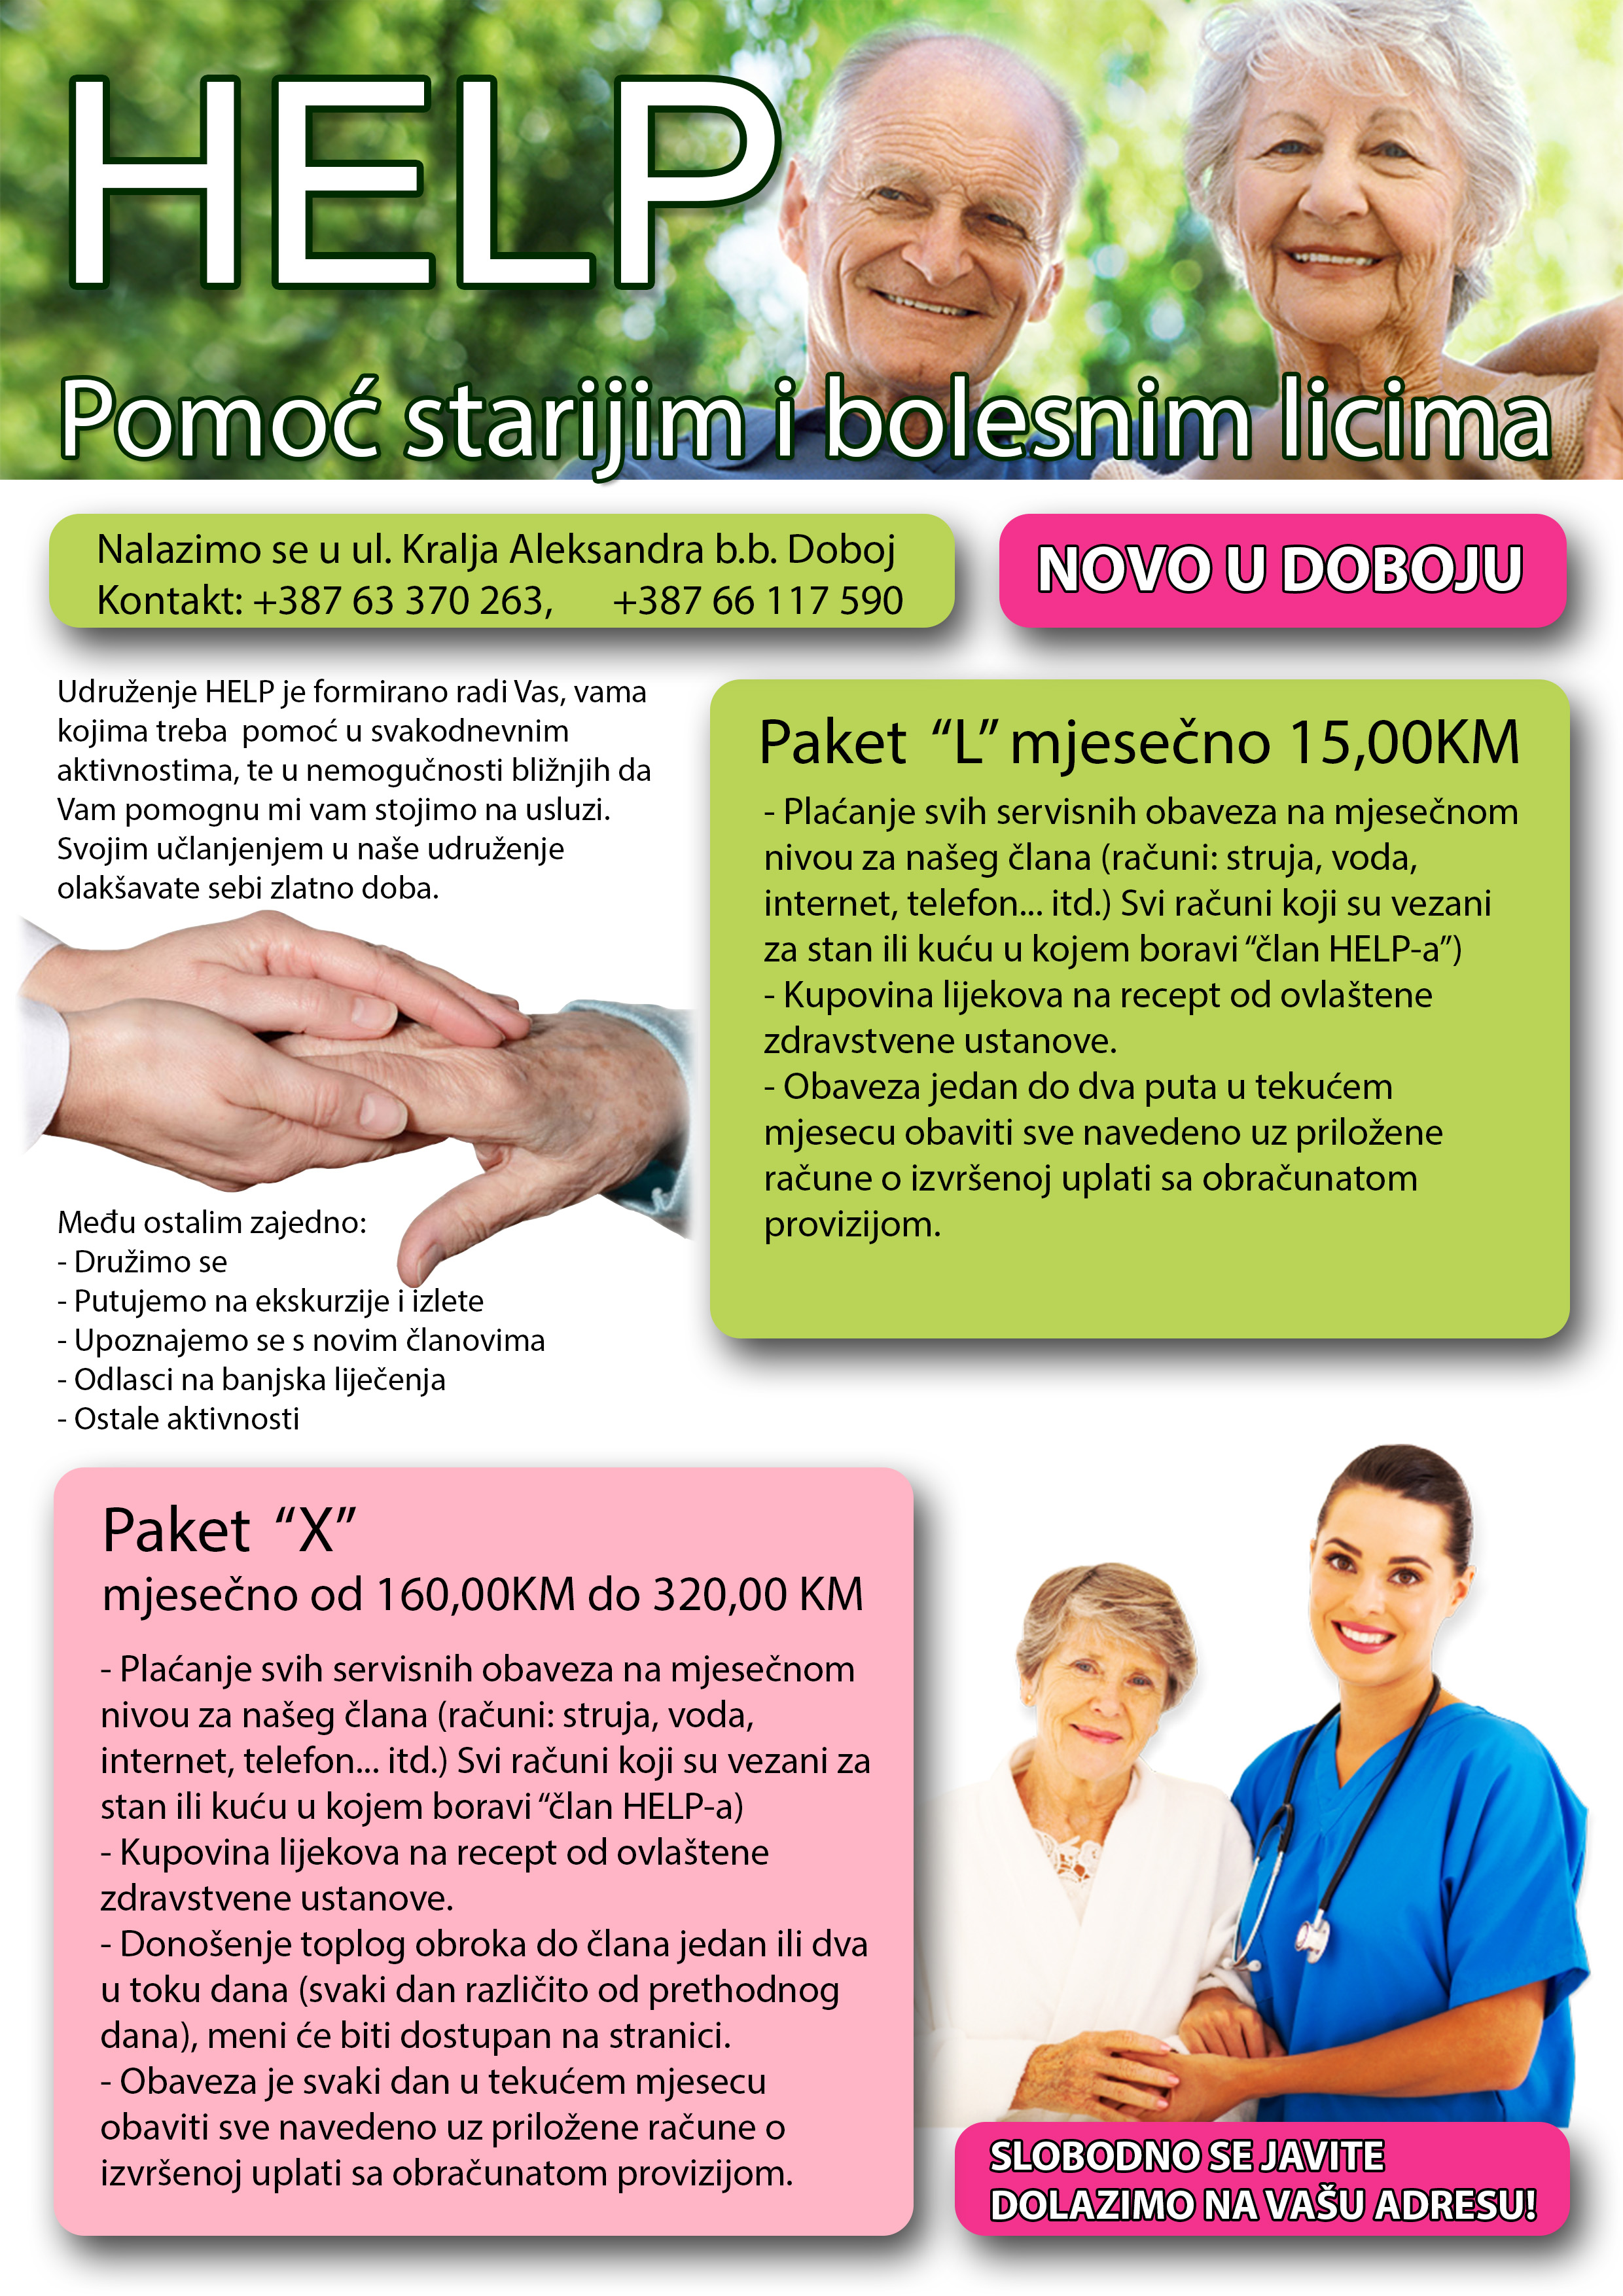 HELP
Pomoć starijim i bolesnim licima
Nalazimo se u ul. Kralja Aleksandra b.b. Doboj
Kontakt: +387 63 370 263, +387 66 117 590
NOVO U DOBOJU
Udruženje HELP je formirano radi Vas, vama
kojima treba pomoć u svakodnevnim
aktivnostima, te u nemogučnosti bližnjih da
Vam pomognu mi vam stojimo na usluzi.
Svojim učlanjenjem u naše udruženje
olakšavate sebi zlatno doba.
Među ostalim zajedno:
- Družimo se
- Putujemo na ekskurzije i izlete
- Upoznajemo se s novim članovima
- Odlasci na banjska liječenja
- Ostale aktivnosti
Paket “L” mjesečno 15,00KM
- Plaćanje svih servisnih obaveza na mjesečnom
nivou za našeg člana (računi: struja, voda,
internet, telefon... itd.) Svi računi koji su vezani
za stan ili kuću u kojem boravi “član HELP-a”)
- Kupovina lijekova na recept od ovlaštene
zdravstvene ustanove.
- Obaveza jedan do dva puta u tekućem
mjesecu obaviti sve navedeno uz priložene
račune o izvršenoj uplati sa obračunatom
provizijom.
Paket “X”
mjesečno od 160,00KM do 320,00 KM
- Plaćanje svih servisnih obaveza na mjesečnom
nivou za našeg člana (računi: struja, voda,
internet, telefon... itd.) Svi računi koji su vezani za
stan ili kuću u kojem boravi “član HELP-a)
- Kupovina lijekova na recept od ovlaštene
zdravstvene ustanove.
- Donošenje toplog obroka do člana jedan ili dva
u toku dana (svaki dan različito od prethodnog
dana), meni će biti dostupan na stranici.
- Obaveza je svaki dan u tekućem mjesecu
obaviti sve navedeno uz priložene račune o
izvršenoj uplati sa obračunatom provizijom.
SLOBODNO SE JAVITE
DOLAZIMO NA VAŠU ADRESU!